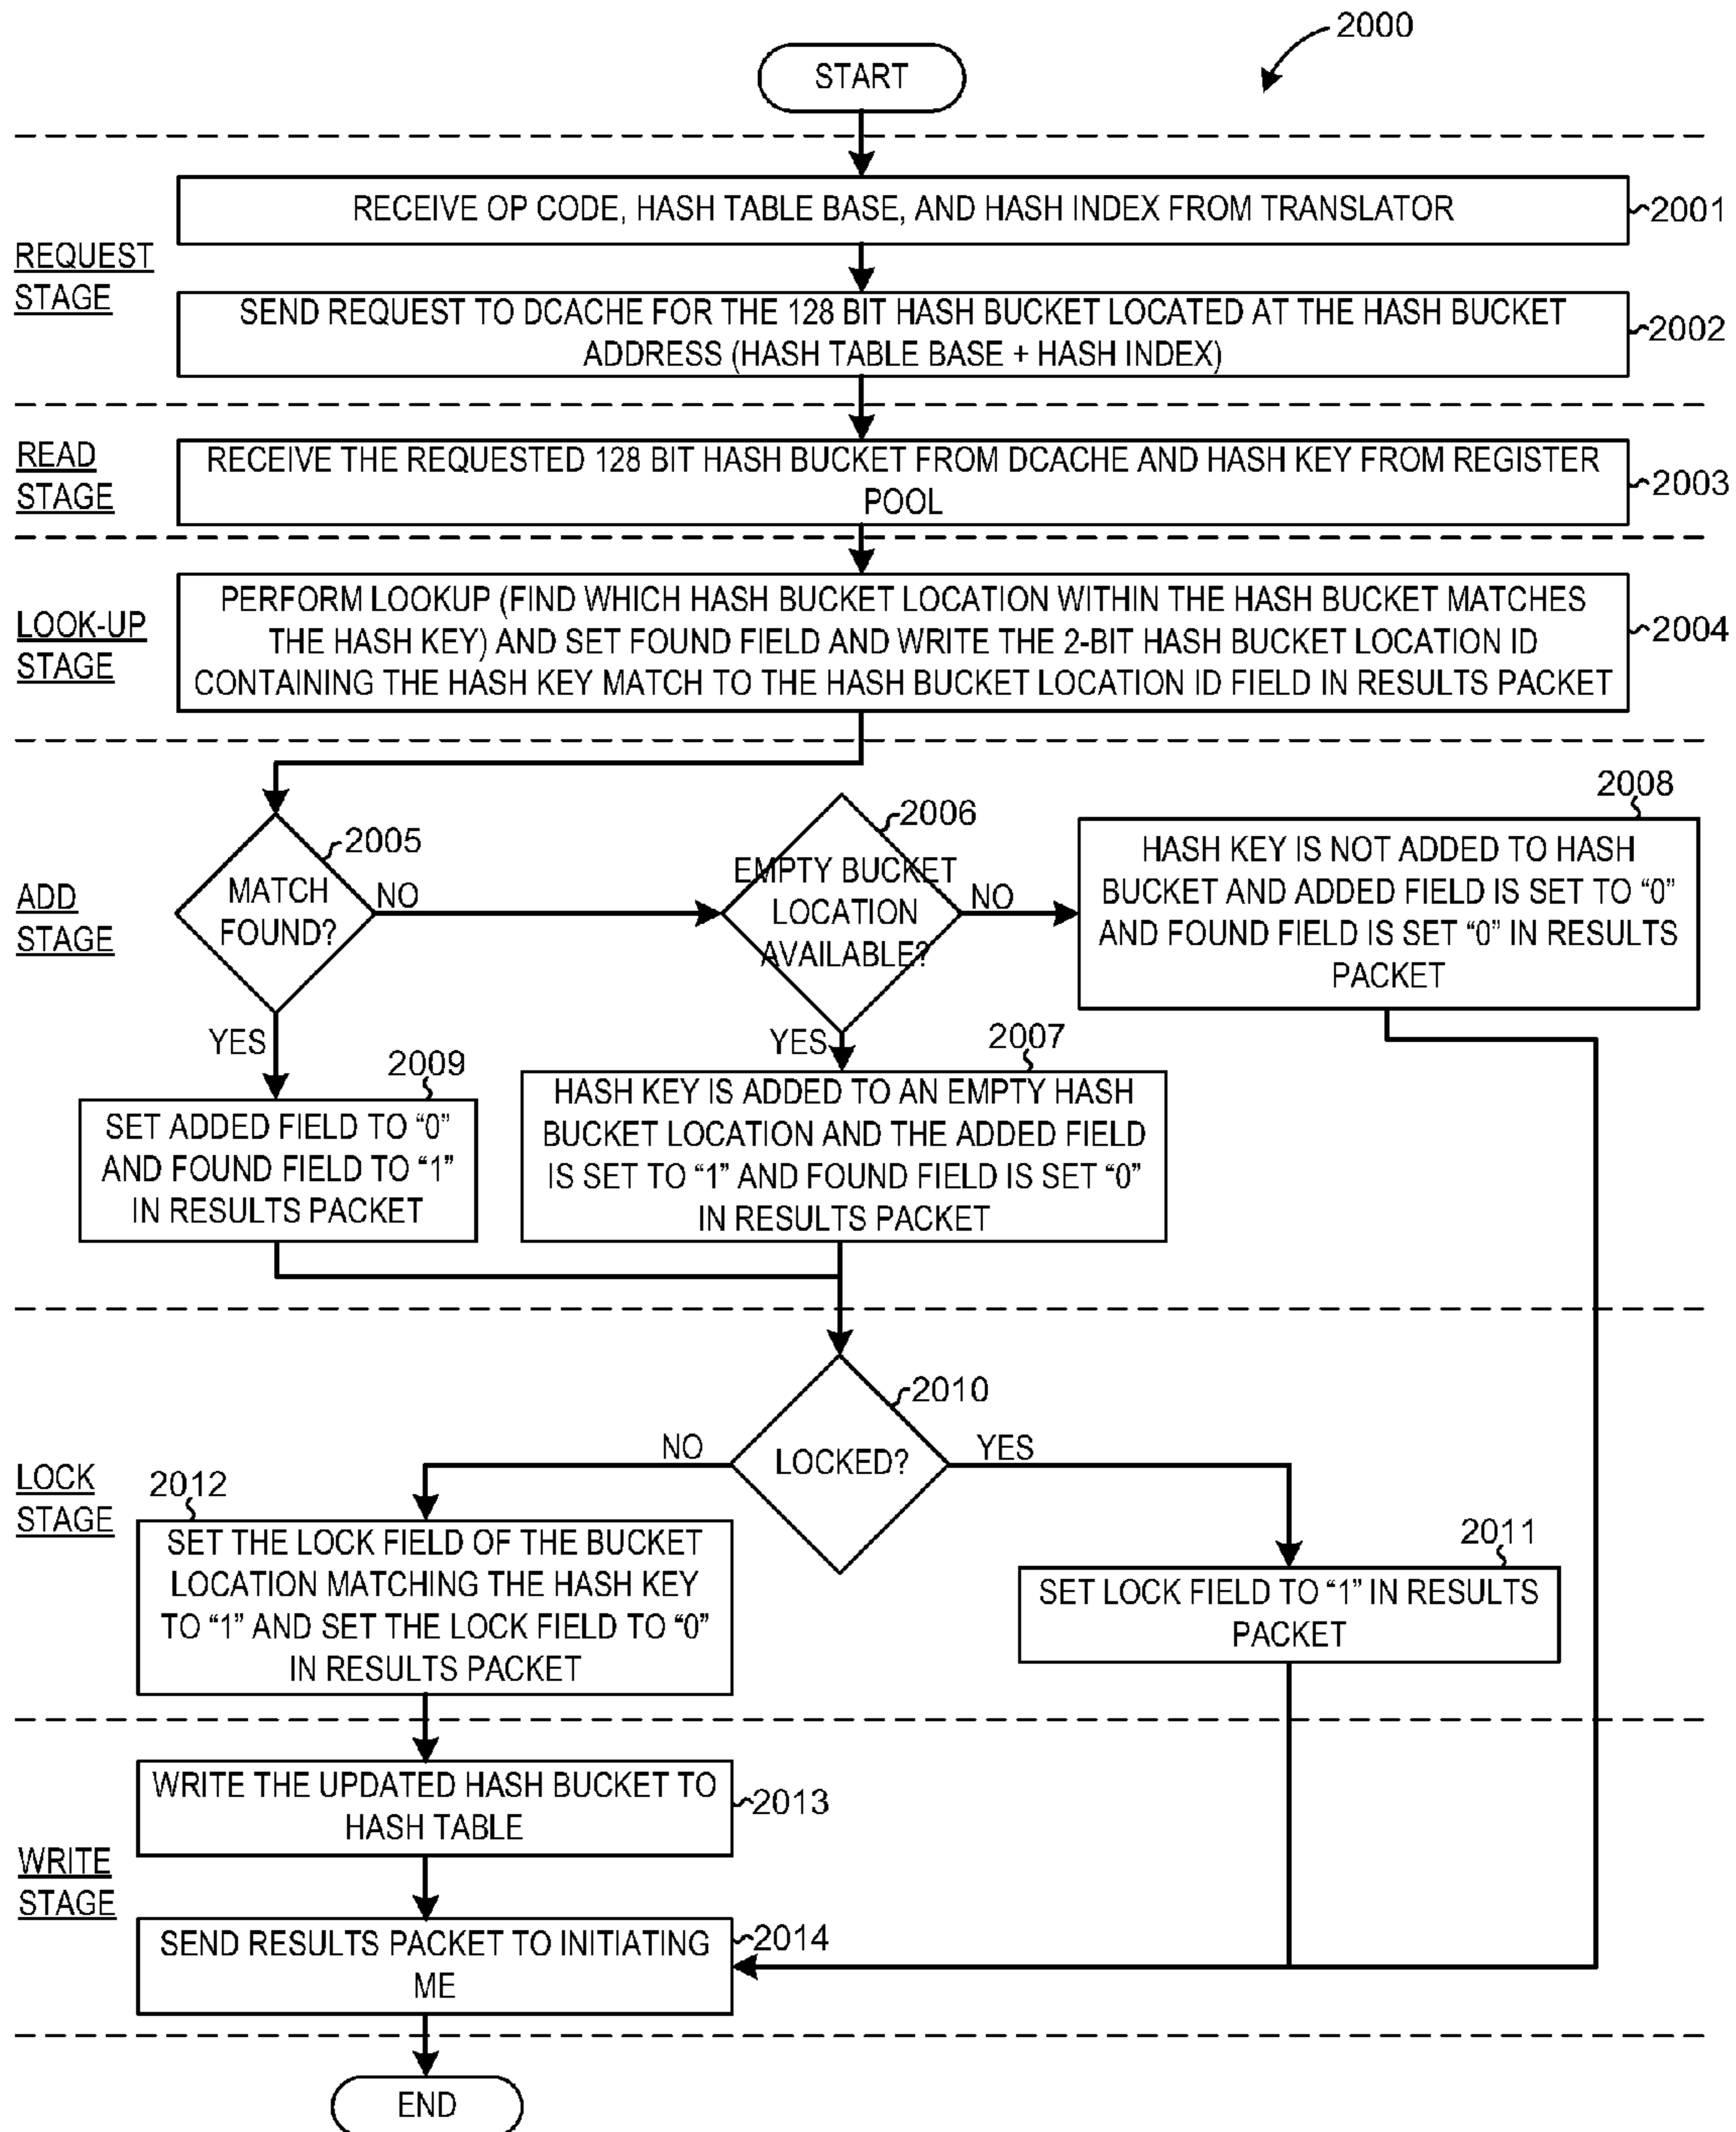 2000
START
RECEIVE OP CODE, HASH TABLE BASE, AND HASH INDEX FROM TRANSLATOR
2001
REQUEST
STAGE
SEND REQUEST TO DCACHE FOR THE 128 BIT HASH BUCKET LOCATED AT THE HASH BUCKET
ADDRESS (HASH TABLE BASE + HASH INDEX)
2002
READ
STAGE
RECEIVE THE REQUESTED 128 BIT HASH BUCKET FROM DCACHE AND HASH KEY FROM REGISTER
POOL
2003
LOOK-UP
STAGE
PERFORM LOOKUP (FIND WHICH HASH BUCKET LOCATION WITHIN THE HASH BUCKET MATCHES
THE HASH KEY) AND SET FOUND FIELD AND WRITE THE 2-BIT HASH BUCKET LOCATION ID
CONTAINING THE HASH KEY MATCH TO THE HASH BUCKET LOCATION ID FIELD IN RESULTS PACKET
2004
ADD
STAGE
2005
MATCH
FOUND?
NO
YES
2006
EMPTY BUCKET
LOCATION
AVAILABLE?
NO
YES
2008
HASH KEY IS NOT ADDED TO HASH
BUCKET AND ADDED FIELD IS SET TO “0”
AND FOUND FIELD IS SET “0” IN RESULTS
PACKET
2009
SET ADDED FIELD TO “0”
AND FOUND FIELD TO “1”
IN RESULTS PACKET
2007
HASH KEY IS ADDED TO AN EMPTY HASH
BUCKET LOCATION AND THE ADDED FIELD
IS SET TO “1” AND FOUND FIELD IS SET “0”
IN RESULTS PACKET
LOCK
STAGE
2010
LOCKED?
NO
YES
2012
SET THE LOCK FIELD OF THE BUCKET
LOCATION MATCHING THE HASH KEY
TO “1” AND SET THE LOCK FIELD TO “0”
IN RESULTS PACKET
2011
SET LOCK FIELD TO “1” IN RESULTS
PACKET
WRITE
STAGE
WRITE THE UPDATED HASH BUCKET TO
HASH TABLE
2013
SEND RESULTS PACKET TO INITIATING
ME
2014
END